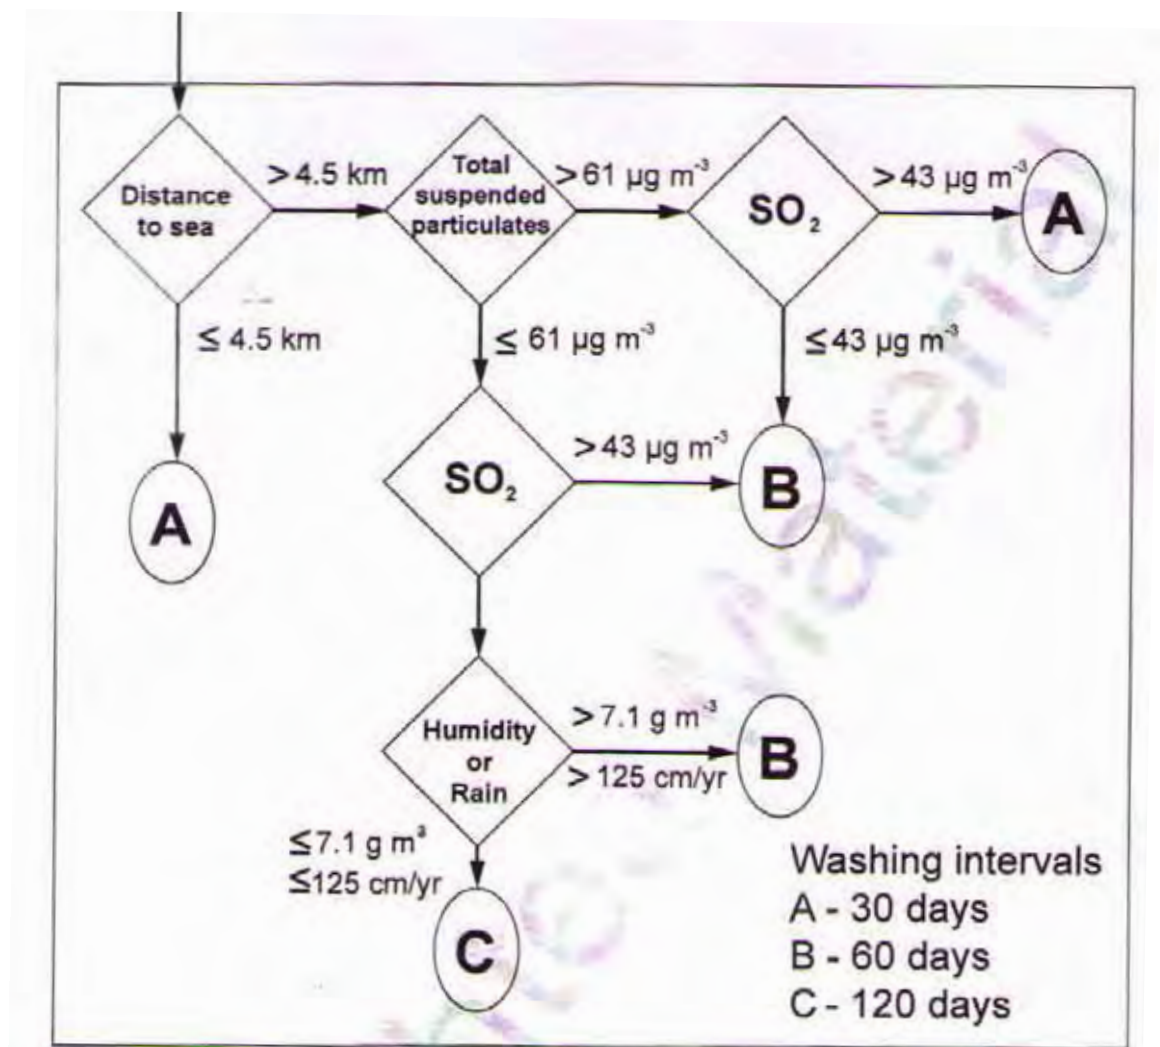 Distance
to sea
>4.5 km
Total
suspended
particulates
>61 µg m⁻³
SO₂
>43 µg m⁻³
A
≤ 4.5 km
≤ 61 µg m⁻³
≤43 µg m⁻³
A
SO₂
>43 µg m⁻³
B
Humidity
or
Rain
>7.1 g m⁻³
>125 cm/yr
B
≤7.1 g m³
≤125 cm/yr
C
Washing intervals
A - 30 days
B - 60 days
C - 120 days
Material